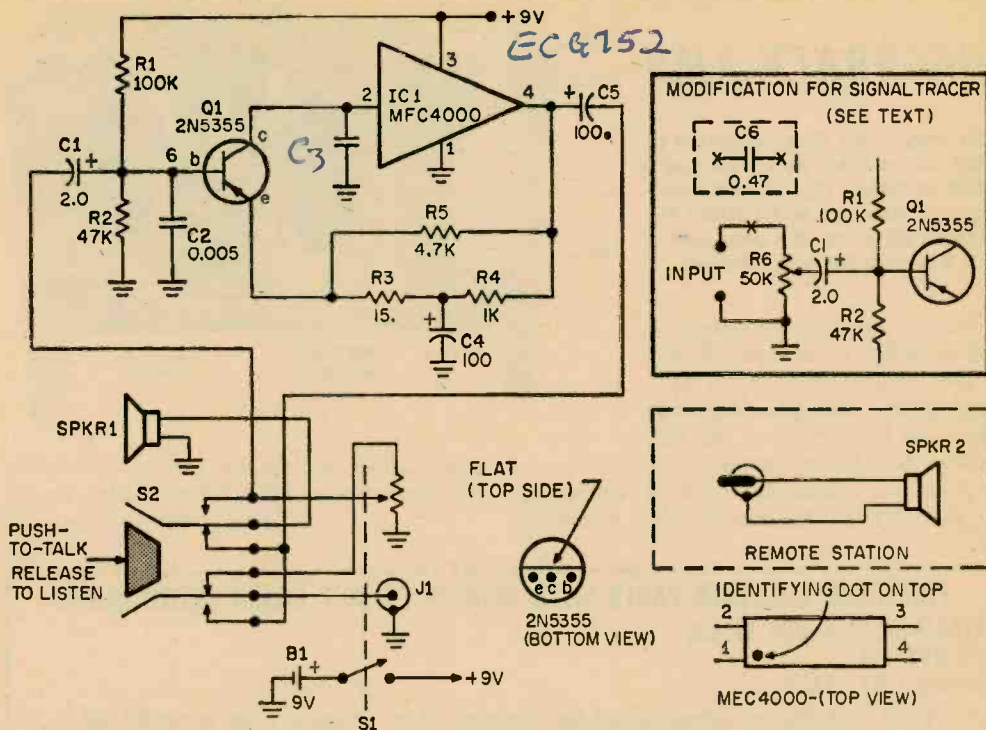 +9V
ECG752
R1
100K
3
Q1
2N5355
2
IC1
MFC4000
4
+
C5
100.
1
C1
+
2.0
6
b
c
e
C3
R2
47K
C2
0.005
R5
4.7K
R3
15.
R4
1K
+
C4
100
SPKR1
S2
PUSH-
TO-TALK
RELEASE
TO LISTEN
J1
B1
+
9V
+9V
S1
FLAT
(TOP SIDE)
e c b
2N5355
(BOTTOM VIEW)
MODIFICATION FOR SIGNAL TRACER
(SEE TEXT)
C6
0.47
R1
100K
Q1
2N5355
INPUT
R6
50K
C1
+
2.0
R2
47K
SPKR 2
REMOTE STATION
IDENTIFYING DOT ON TOP
2
3
1
4
MEC4000-(TOP VIEW)